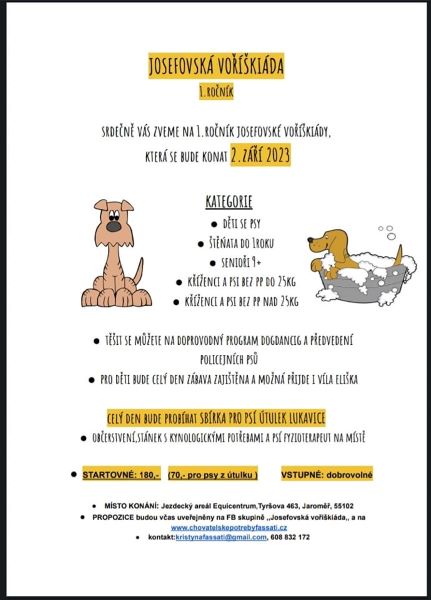 JOSEFOVSKÁ VOŘÍŠKIÁDA
1.ROČNÍK
SRDEČNĚ VÁS ZVEME NA 1.ROČNÍK JOSEFOVSKÉ VOŘÍŠKIÁDY,
KTERÁ SE BUDE KONAT 2.ZÁŘÍ 2023
KATEGORIE
● DĚTI SE PSY
● ŠTĚŇATA DO 1ROKU
● SENIOŘI 9+
● KŘÍŽENCI A PSI BEZ PP DO 25KG
● KŘÍŽENCI A PSI BEZ PP NAD 25KG
● TĚŠIT SE MŮŽETE NA DOPROVODNÝ PROGRAM DOGDANCIG A PŘEDVEDENÍ
POLICEJNÍCH PSŮ
● PRO DĚTI BUDE CELÝ DEN ZÁBAVA ZAJIŠTĚNA A MOŽNÁ PŘIJDE I VÍLA ELIŠKA
CELÝ DEN BUDE PROBÍHAT SBÍRKA PRO PSÍ ÚTULEK LUKAVICE
● OBČERSTVENÍ,STÁNEK S KYNOLOGICKÝMI POTŘEBAMI A PSÍ FYZIOTERAPEUT NA MÍSTĚ
● STARTOVNÉ: 180,- (70,- pro psy z útulku ) VSTUPNÉ: dobrovolné
● MÍSTO KONÁNÍ: Jezdecký areál Equicentrum,Tyršova 463, Jaroměř, 55102
● PROPOZICE budou včas uveřejněny na FB skupině ,,Josefovská voříškiáda,, a na
www.chovatelskepotrebyfassati.cz
● kontakt:kristynafassati@gmail.com, 608 832 172